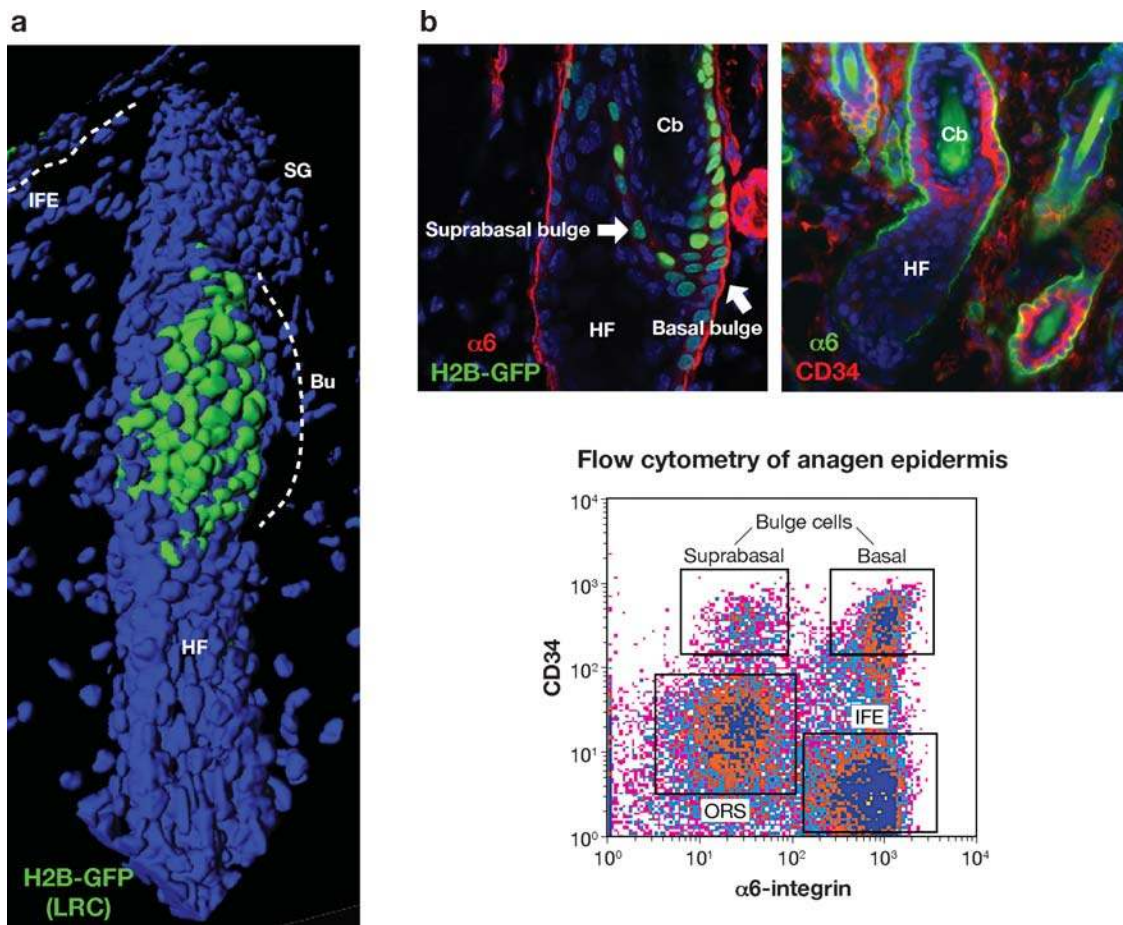 a
IFE
SG
Bu
HF
H2B-GFP
(LRC)
b
Cb
Suprabasal bulge
HF
Basal bulge
α6
H2B-GFP
Cb
HF
α6
CD34
Flow cytometry of anagen epidermis
Bulge cells
Suprabasal
Basal
IFE
ORS
CD34
10⁴
10³
10²
10¹
10⁰
10⁰ 10¹ 10² 10³ 10⁴
α6-integrin